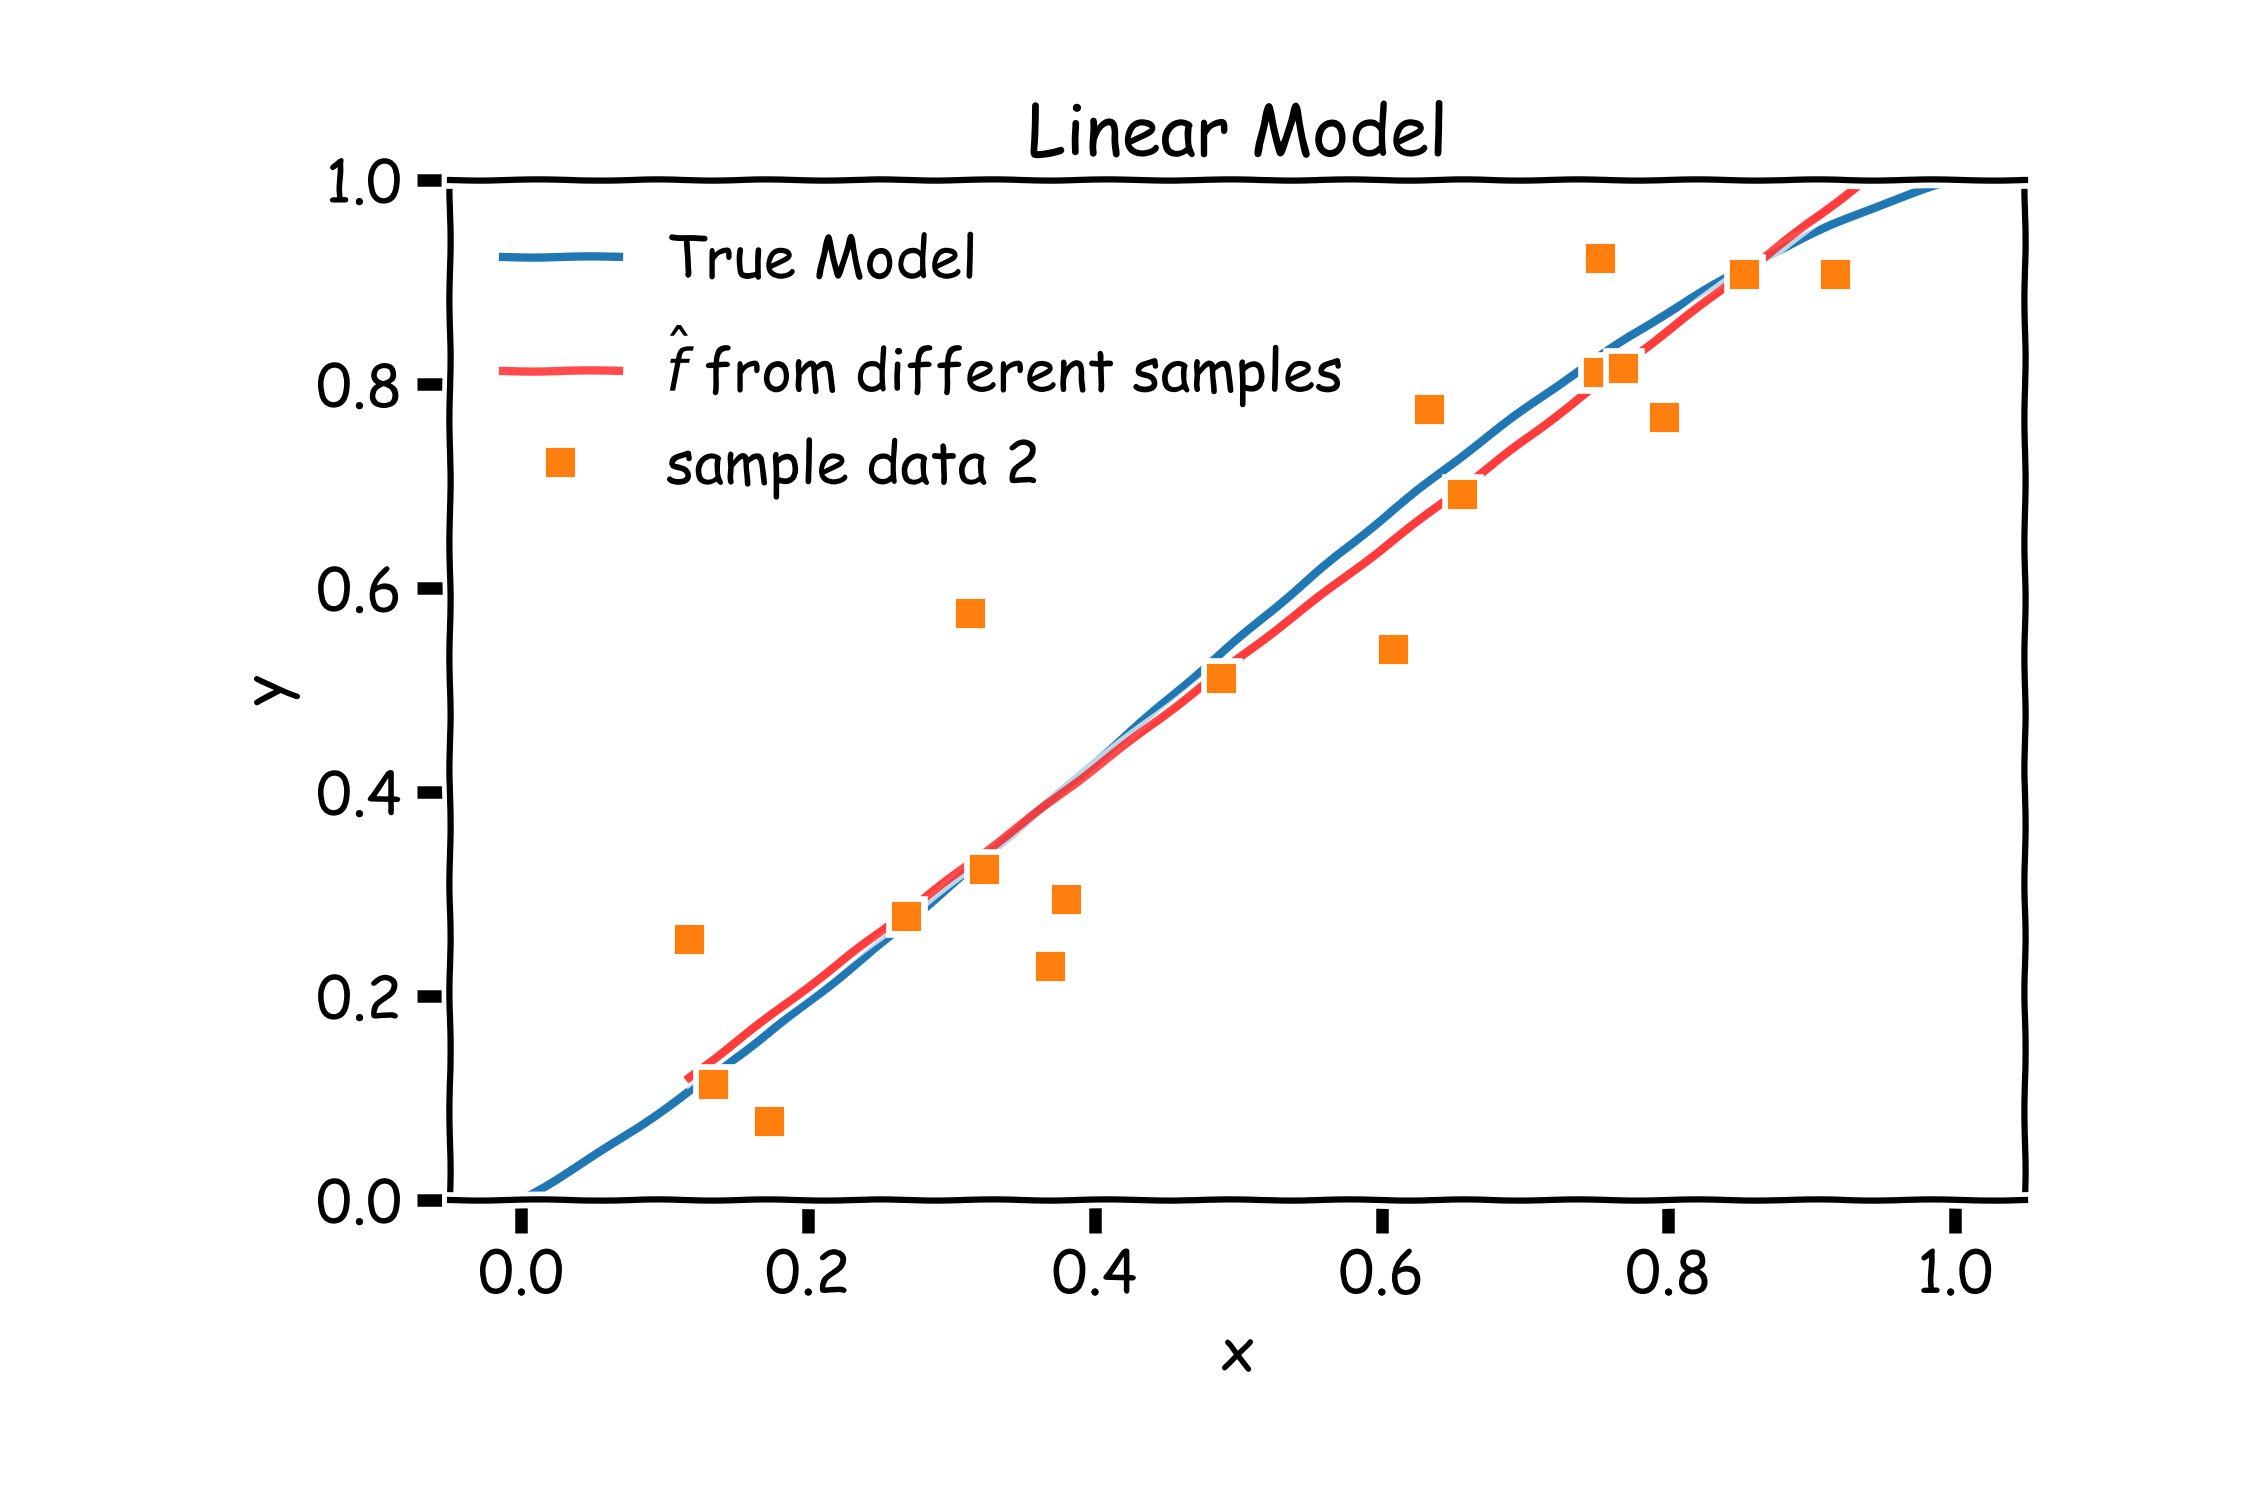 Linear Model
1.0
0.8
0.6
0.4
0.2
0.0
y
True Model
f̂ from different samples
sample data 2
0.0 0.2 0.4 0.6 0.8 1.0
x